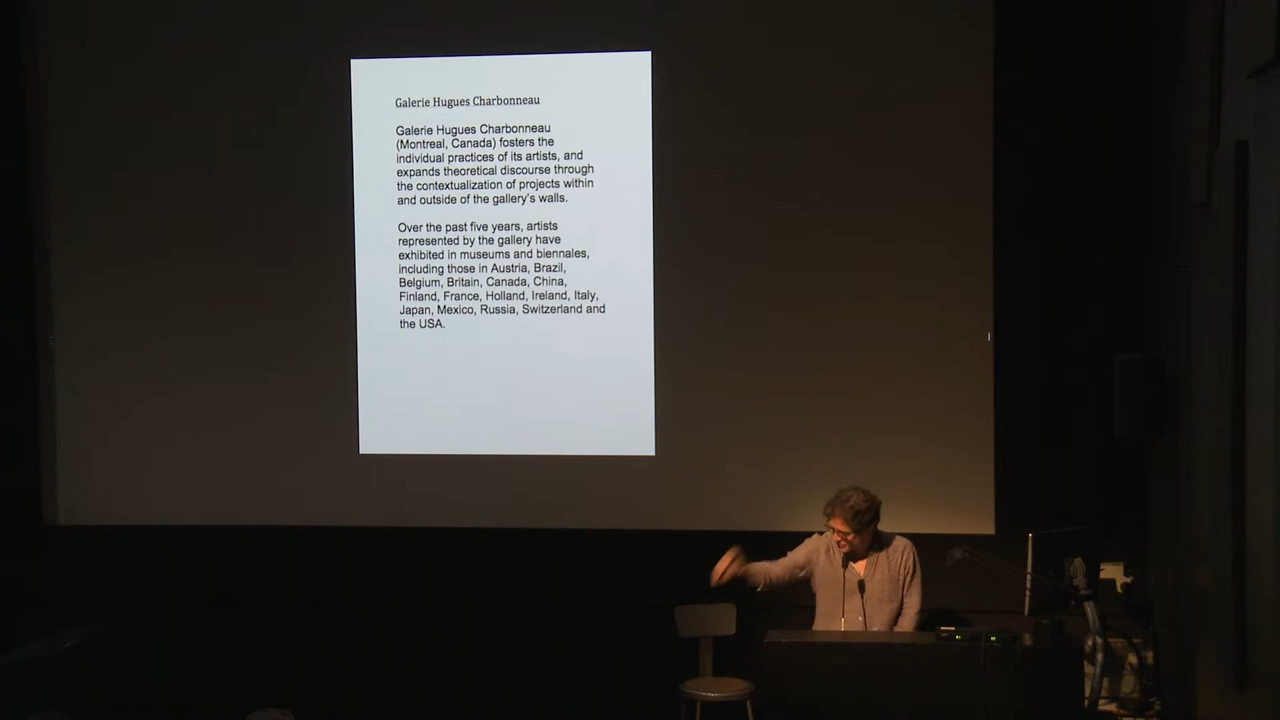 Galerie Hugues Charbonneau
Galerie Hugues Charbonneau
(Montreal, Canada) fosters the
individual practices of its artists, and
expands theoretical discourse through
the contextualization of projects within
and outside of the gallery's walls.
Over the past five years, artists
represented by the gallery have
exhibited in museums and biennales,
including those in Austria, Brazil,
Belgium, Britain, Canada, China,
Finland, France, Holland, Ireland, Italy,
Japan, Mexico, Russia, Switzerland and
the USA.